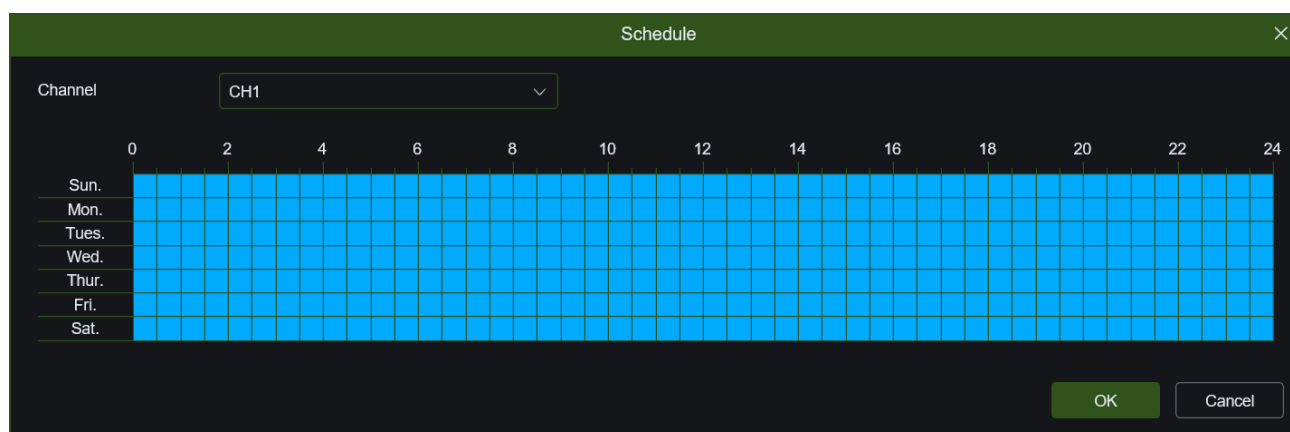 Schedule
Channel CH1
0 2 4 6 8 10 12 14 16 18 20 22 24
Sun.
Mon.
Tues.
Wed.
Thur.
Fri.
Sat.
OK Cancel